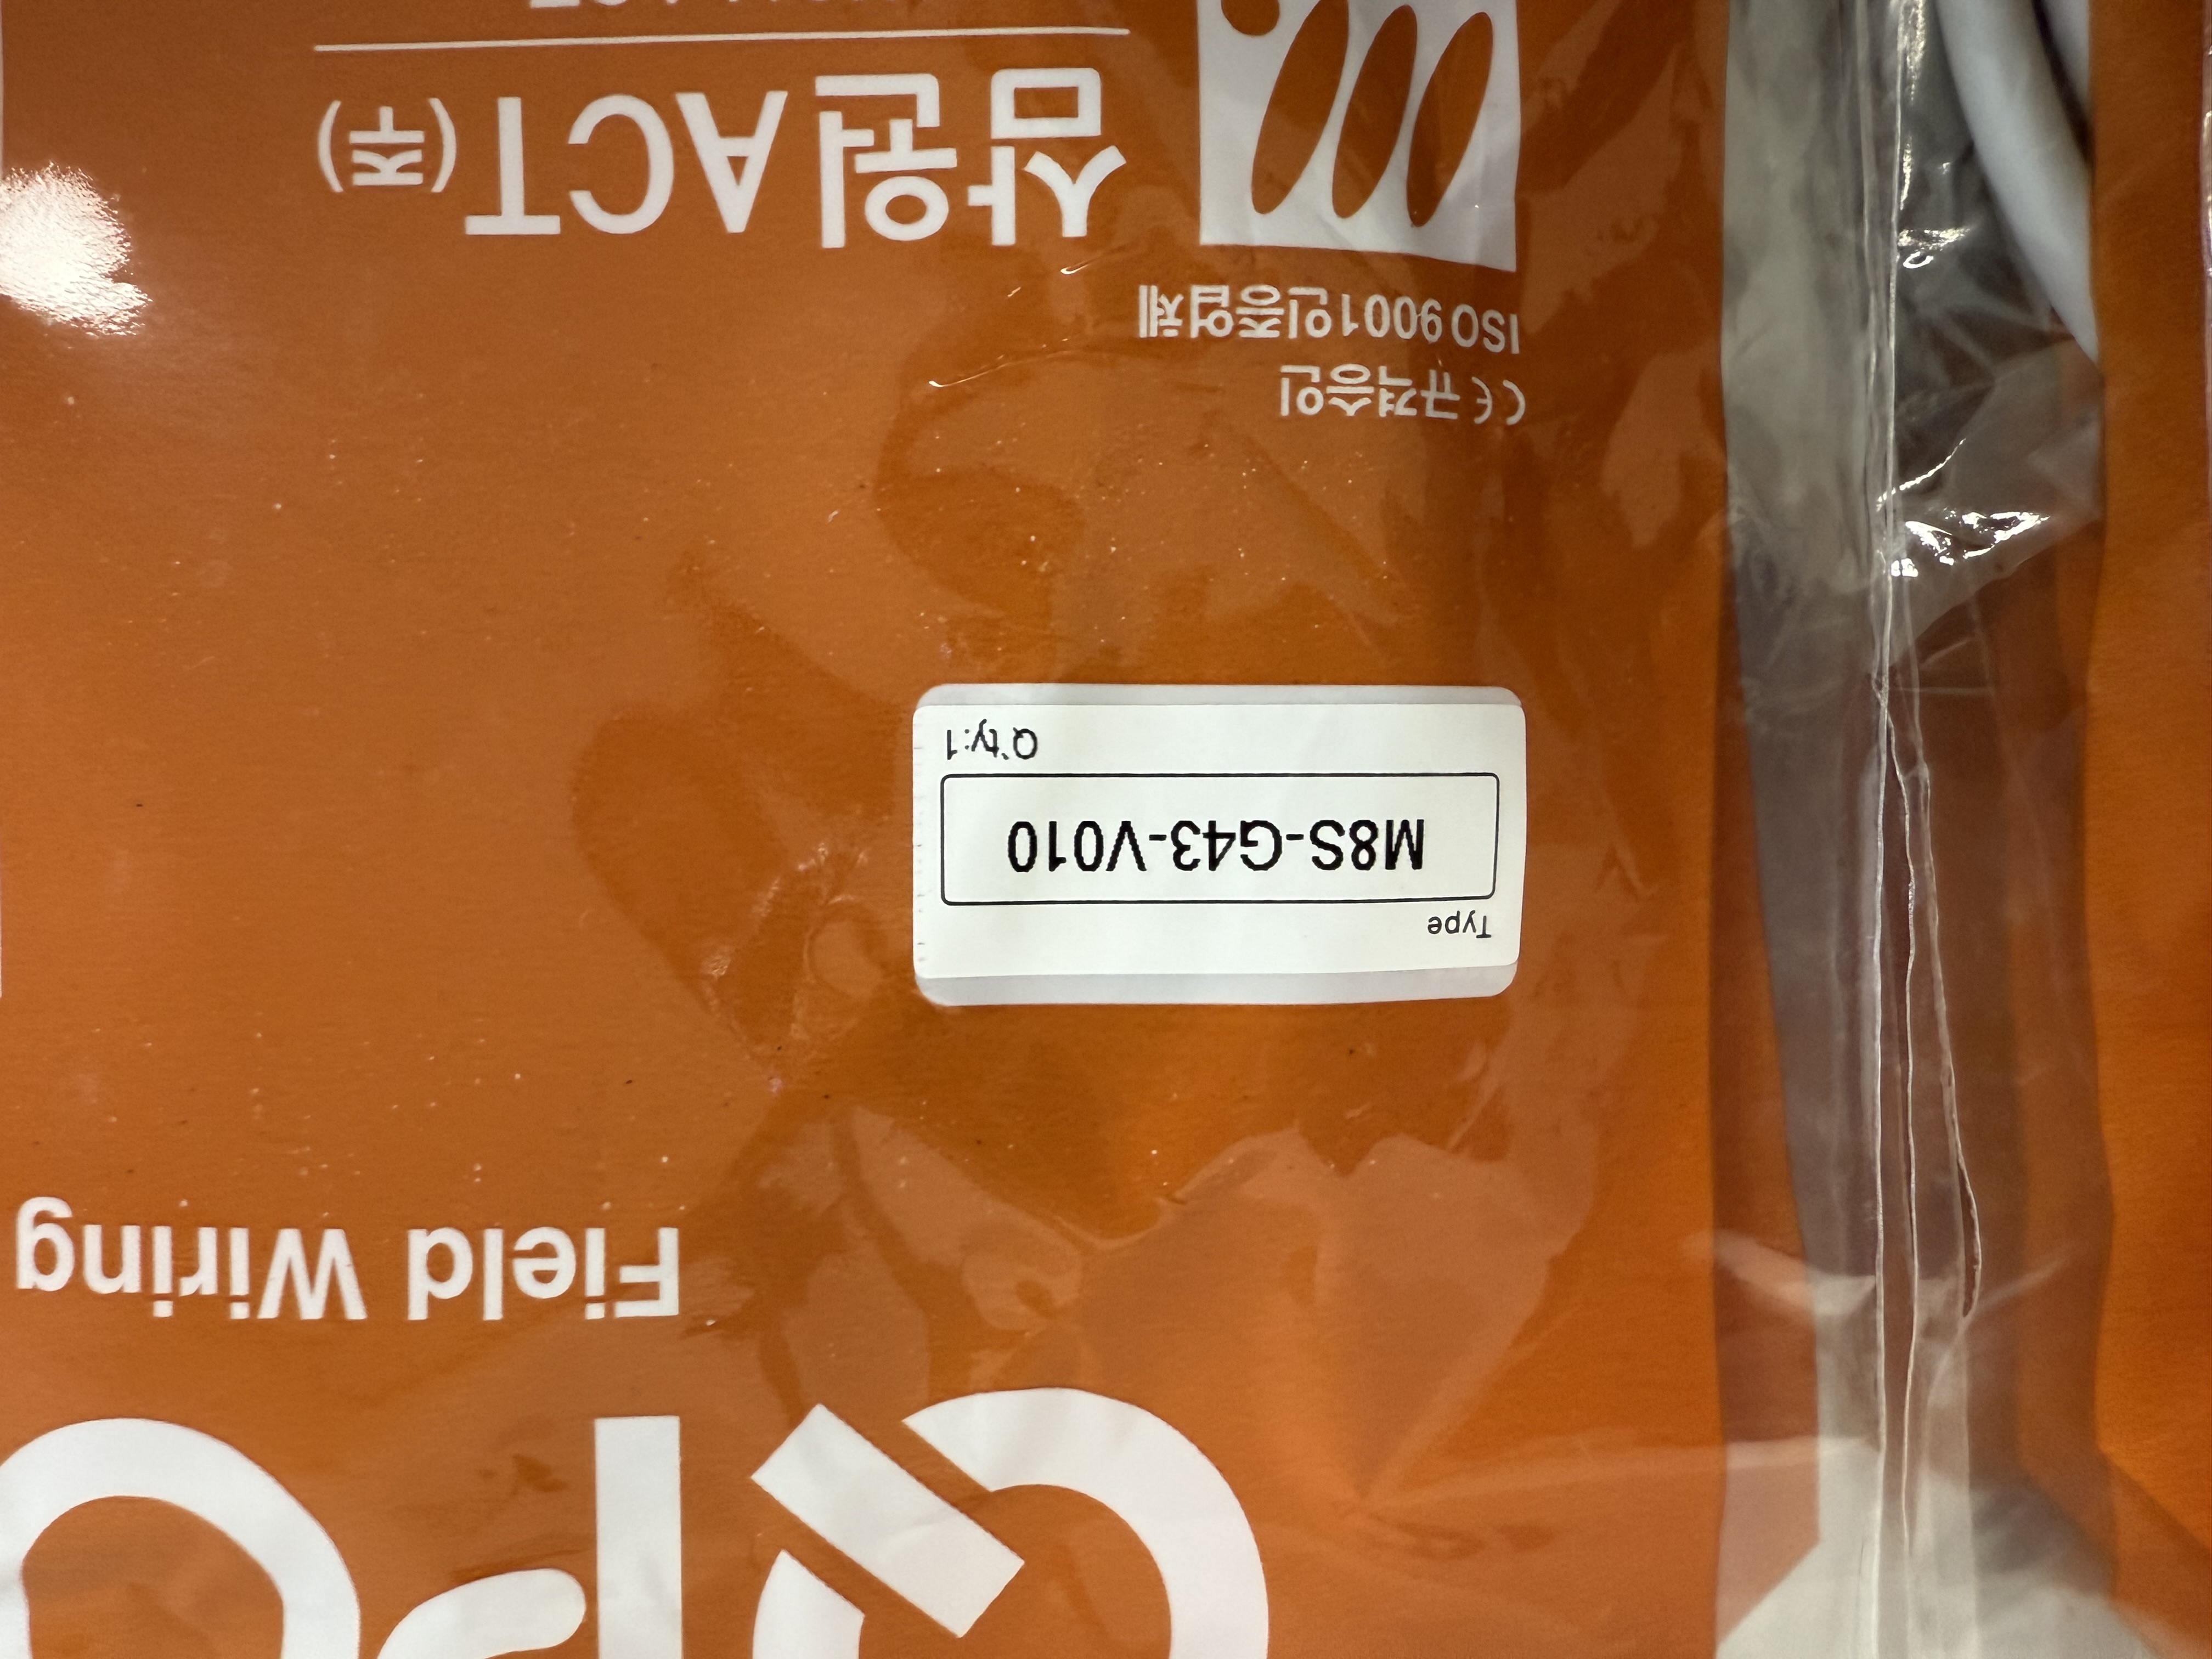 Field Wiring
Type
M8S-G43-V010
Q'ty:1
CE 규격승인
ISO 9001인증업체
삼원ACT(주)